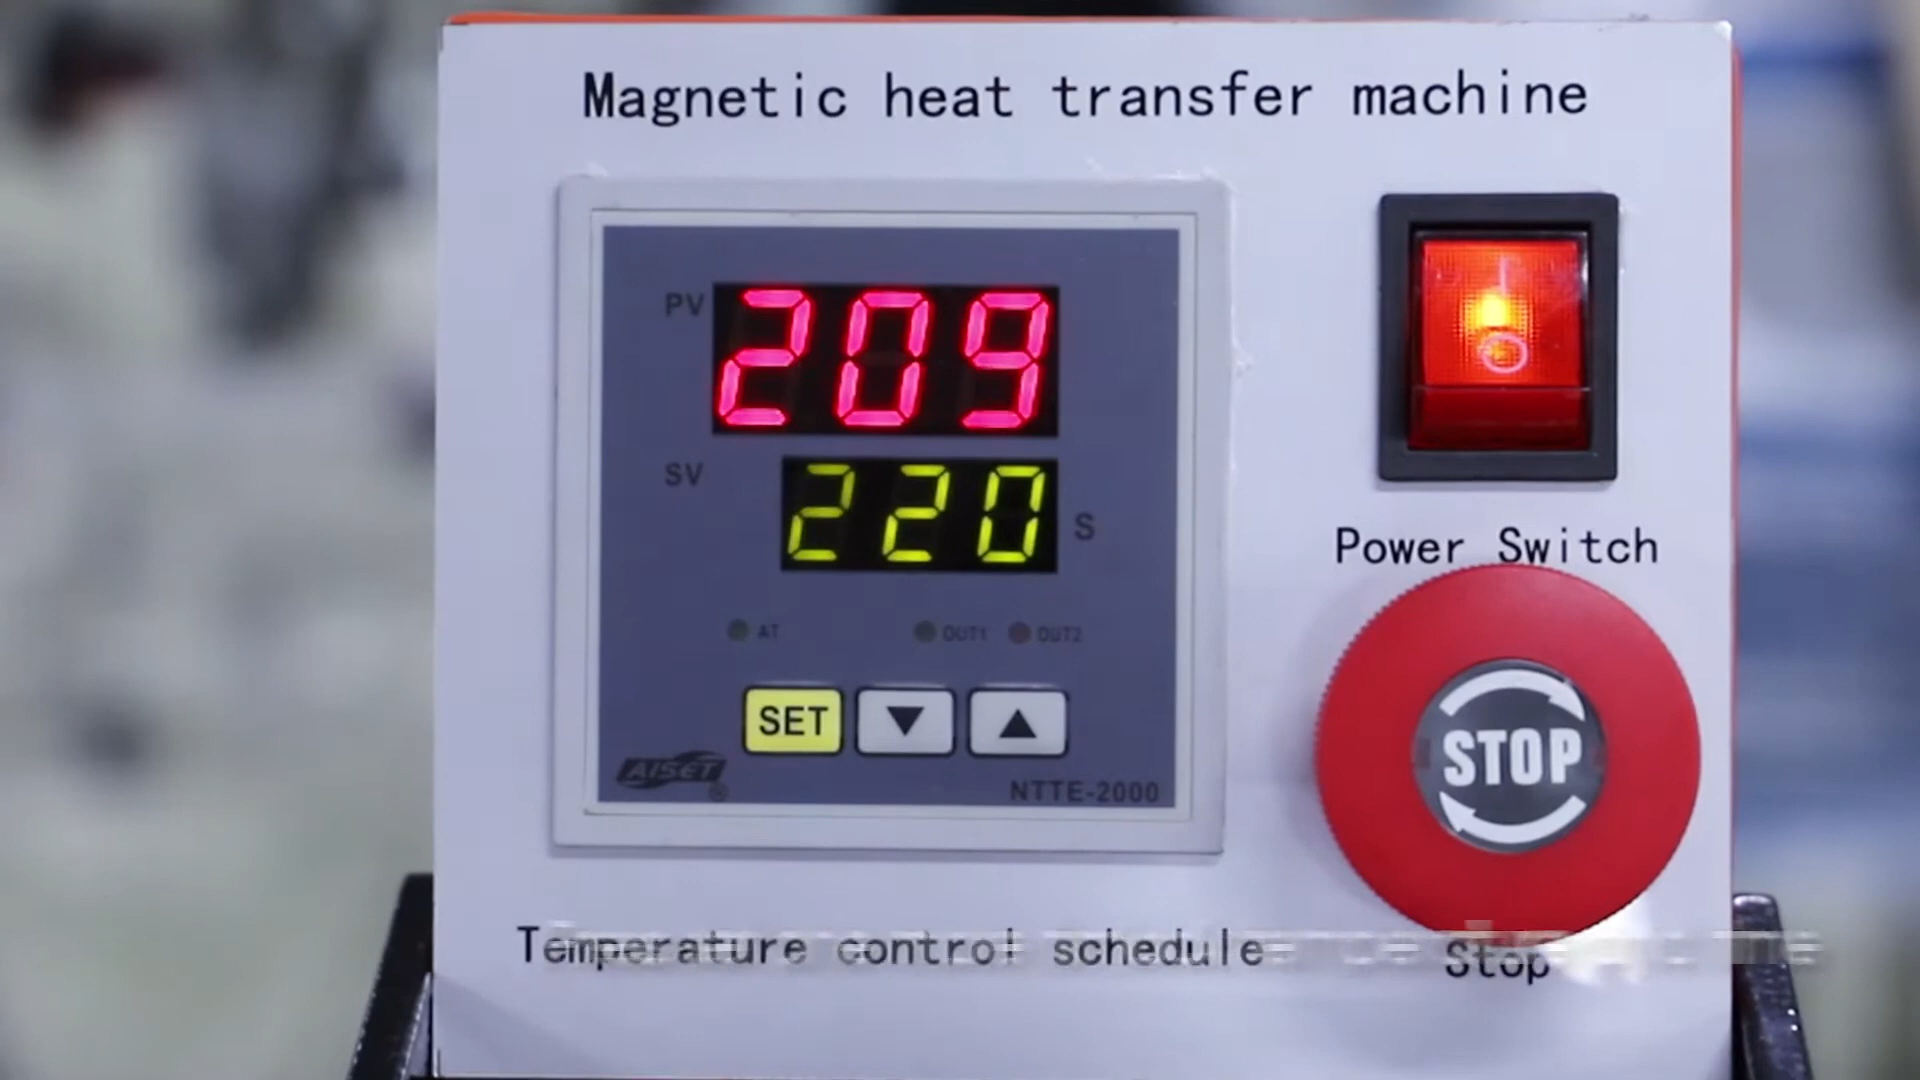 Magnetic heat transfer machine
PV 209
SV 220 S
AT OUT1 OUT2
SET
AISET ®
NTTE-2000
Power Switch
STOP
Temperature control schedule
Stop